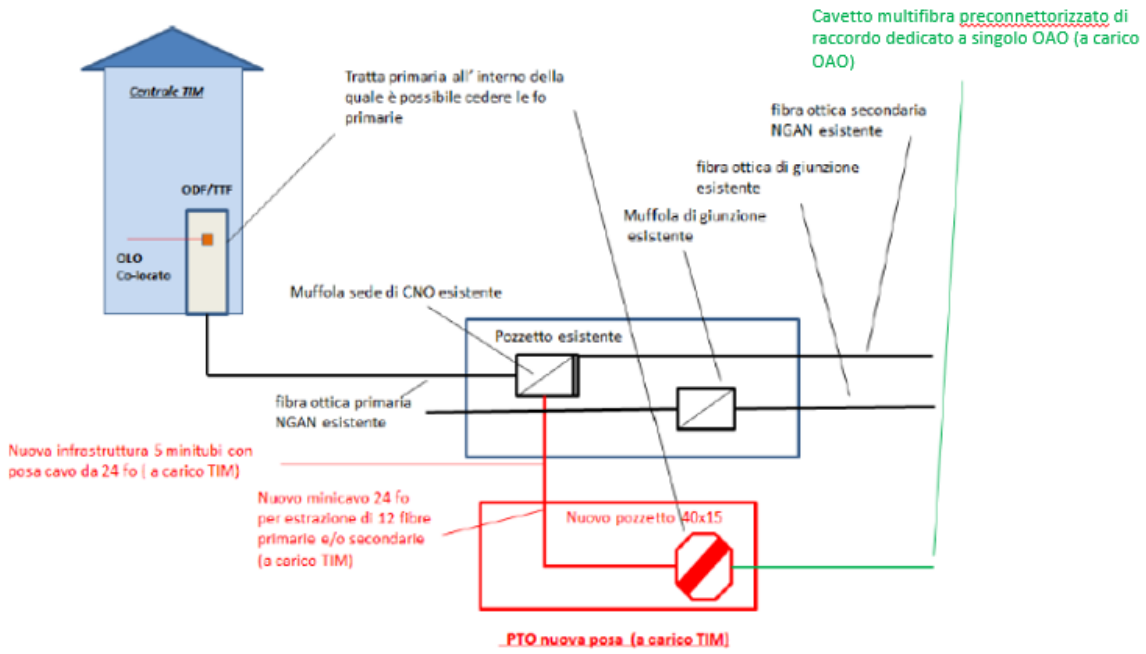 Cavetto multifibra preconnettorizzato di
raccordo dedicato a singolo OAO (a carico
OAO)
Centrale TIM
Tratta primaria all' interno della
quale è possibile cedere le fo
primarie
fibra ottica secondaria
NGAN esistente
ODF/TTF
fibra ottica di giunzione
esistente
Muffola di giunzione
esistente
OLO
Co-locato
Muffola sede di CNO esistente
Pozzetto esistente
fibra ottica primaria
NGAN esistente
Nuova infrastruttura 5 minitubi con
posa cavo da 24 fo ( a carico TIM)
Nuovo minicavo 24 fo
per estrazione di 12 fibre
primarie e/o secondarie
(a carico TIM)
Nuovo pozzetto 40x15
PTO nuova posa (a carico TIM)